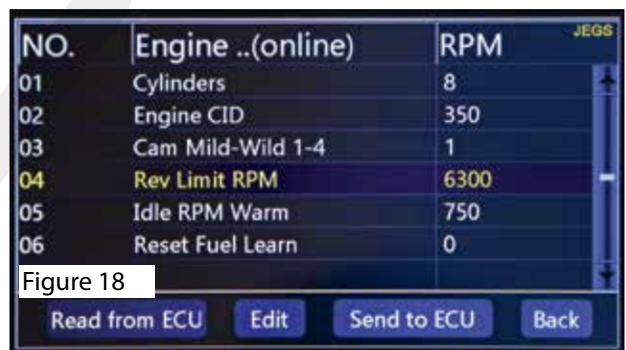 NO. Engine ..(online) RPM JEGS
01 Cylinders 8
02 Engine CID 350
03 Cam Mild-Wild 1-4 1
04 Rev Limit RPM 6300
05 Idle RPM Warm 750
06 Reset Fuel Learn 0
Figure 18
Read from ECU Edit Send to ECU Back